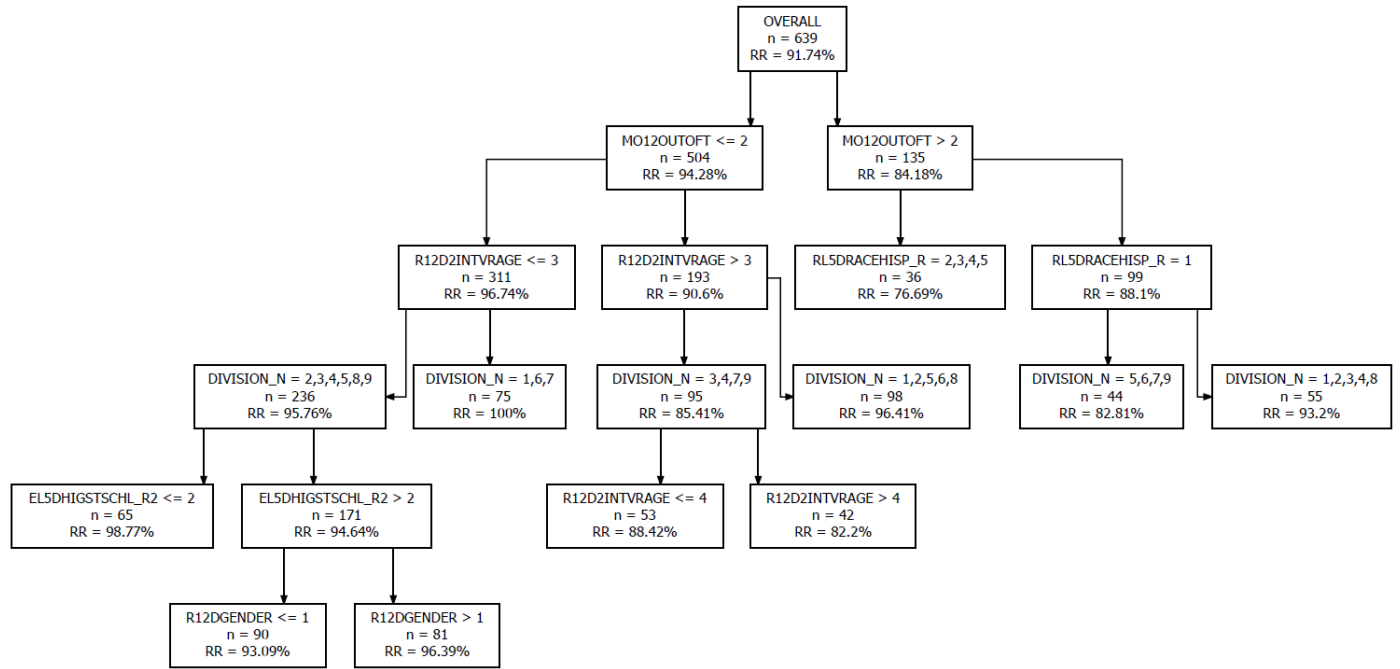 OVERALL
n = 639
RR = 91.74%
MO12OUTOFT <= 2
n = 504
RR = 94.28%
MO12OUTOFT > 2
n = 135
RR = 84.18%
R12D2INTVRAGE <= 3
n = 311
RR = 96.74%
R12D2INTVRAGE > 3
n = 193
RR = 90.6%
RL5DRACEHISP_R = 2,3,4,5
n = 36
RR = 76.69%
RL5DRACEHISP_R = 1
n = 99
RR = 88.1%
DIVISION_N = 2,3,4,5,8,9
n = 236
RR = 95.76%
DIVISION_N = 1,6,7
n = 75
RR = 100%
DIVISION_N = 3,4,7,9
n = 95
RR = 85.41%
DIVISION_N = 1,2,5,6,8
n = 98
RR = 96.41%
DIVISION_N = 5,6,7,9
n = 44
RR = 82.81%
DIVISION_N = 1,2,3,4,8
n = 55
RR = 93.2%
EL5DHIGSTSCHL_R2 <= 2
n = 65
RR = 98.77%
EL5DHIGSTSCHL_R2 > 2
n = 171
RR = 94.64%
R12D2INTVRAGE <= 4
n = 53
RR = 88.42%
R12D2INTVRAGE > 4
n = 42
RR = 82.2%
R12DGENDER <= 1
n = 90
RR = 93.09%
R12DGENDER > 1
n = 81
RR = 96.39%